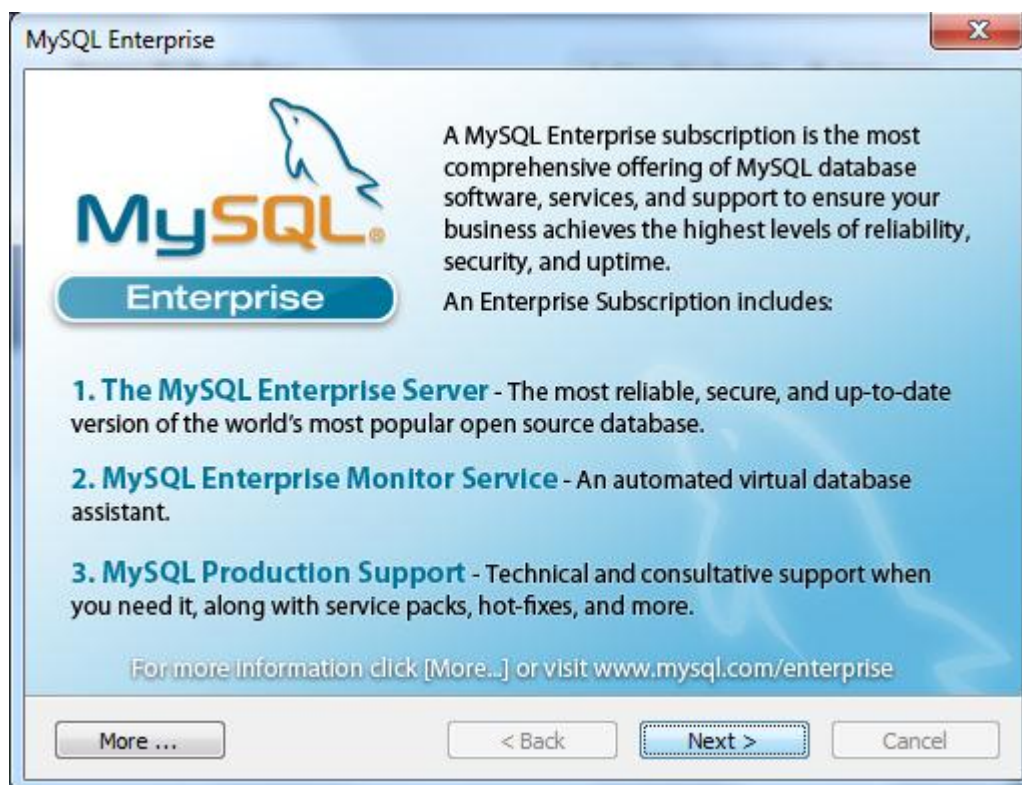 MySQL Enterprise
MySQL®
Enterprise
A MySQL Enterprise subscription is the most
comprehensive offering of MySQL database
software, services, and support to ensure your
business achieves the highest levels of reliability,
security, and uptime.
An Enterprise Subscription includes:
1. The MySQL Enterprise Server - The most reliable, secure, and up-to-date
version of the world's most popular open source database.
2. MySQL Enterprise Monitor Service - An automated virtual database
assistant.
3. MySQL Production Support - Technical and consultative support when
you need it, along with service packs, hot-fixes, and more.
For more information click [More...] or visit www.mysql.com/enterprise
More ...
< Back
Next >
Cancel